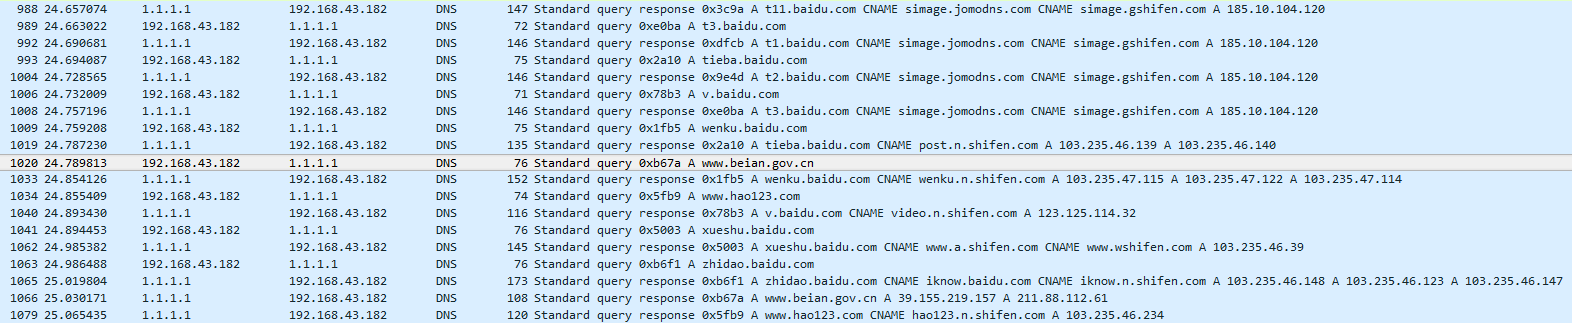 988 24.657074 1.1.1.1 192.168.43.182 DNS 147 Standard query response 0x3c9a A t11.baidu.com CNAME simage.jomodns.com CNAME simage.gshifen.com A 185.10.104.120
989 24.663022 192.168.43.182 1.1.1.1 DNS 72 Standard query 0xe0ba A t3.baidu.com
992 24.690681 1.1.1.1 192.168.43.182 DNS 146 Standard query response 0xdfcb A t1.baidu.com CNAME simage.jomodns.com CNAME simage.gshifen.com A 185.10.104.120
993 24.694087 192.168.43.182 1.1.1.1 DNS 75 Standard query 0x2a10 A tieba.baidu.com
1004 24.728565 1.1.1.1 192.168.43.182 DNS 146 Standard query response 0x9e4d A t2.baidu.com CNAME simage.jomodns.com CNAME simage.gshifen.com A 185.10.104.120
1006 24.732009 192.168.43.182 1.1.1.1 DNS 71 Standard query 0x78b3 A v.baidu.com
1008 24.757196 1.1.1.1 192.168.43.182 DNS 146 Standard query response 0xe0ba A t3.baidu.com CNAME simage.jomodns.com CNAME simage.gshifen.com A 185.10.104.120
1009 24.759208 192.168.43.182 1.1.1.1 DNS 75 Standard query 0x1fb5 A wenku.baidu.com
1019 24.787230 1.1.1.1 192.168.43.182 DNS 135 Standard query response 0x2a10 A tieba.baidu.com CNAME post.n.shifen.com A 103.235.46.139 A 103.235.46.140
1020 24.789813 192.168.43.182 1.1.1.1 DNS 76 Standard query 0xb67a A www.beian.gov.cn
1033 24.854126 1.1.1.1 192.168.43.182 DNS 152 Standard query response 0x1fb5 A wenku.baidu.com CNAME wenku.n.shifen.com A 103.235.47.115 A 103.235.47.122 A 103.235.47.114
1034 24.855409 192.168.43.182 1.1.1.1 DNS 74 Standard query 0x5fb9 A www.hao123.com
1040 24.893430 1.1.1.1 192.168.43.182 DNS 116 Standard query response 0x78b3 A v.baidu.com CNAME video.n.shifen.com A 123.125.114.32
1041 24.894453 192.168.43.182 1.1.1.1 DNS 76 Standard query 0x5003 A xueshu.baidu.com
1062 24.985382 1.1.1.1 192.168.43.182 DNS 145 Standard query response 0x5003 A xueshu.baidu.com CNAME www.a.shifen.com CNAME www.wshifen.com A 103.235.46.39
1063 24.986488 192.168.43.182 1.1.1.1 DNS 76 Standard query 0xb6f1 A zhidao.baidu.com
1065 25.019804 1.1.1.1 192.168.43.182 DNS 173 Standard query response 0xb6f1 A zhidao.baidu.com CNAME iknow.baidu.com CNAME iknow.n.shifen.com A 103.235.46.148 A 103.235.46.123 A 103.235.46.147
1066 25.030171 1.1.1.1 192.168.43.182 DNS 108 Standard query response 0xb67a A www.beian.gov.cn A 39.155.219.157 A 211.88.112.61
1079 25.065435 1.1.1.1 192.168.43.182 DNS 120 Standard query response 0x5fb9 A www.hao123.com CNAME hao123.n.shifen.com A 103.235.46.234